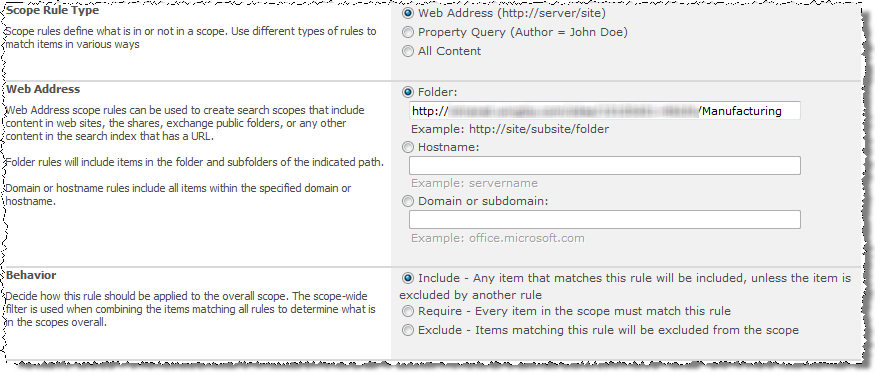 Scope Rule Type
Scope rules define what is in or not in a scope. Use different types of rules to
match items in various ways
Web Address (http://server/site)
Property Query (Author = John Doe)
All Content
Web Address
Web Address scope rules can be used to create search scopes that include
content in web sites, the shares, exchange public folders, or any other
content in the search index that has a URL.
Folder rules will include items in the folder and subfolders of the indicated path.
Domain or hostname rules include all items within the specified domain or
hostname.
Folder:
http:// /Manufacturing
Example: http://site/subsite/folder
Hostname:
Example: servername
Domain or subdomain:
Example: office.microsoft.com
Behavior
Decide how this rule should be applied to the overall scope. The scope-wide
filter is used when combining the items matching all rules to determine what is
in the scopes overall.
Include - Any item that matches this rule will be included, unless the item is
excluded by another rule
Require - Every item in the scope must match this rule
Exclude - Items matching this rule will be excluded from the scope